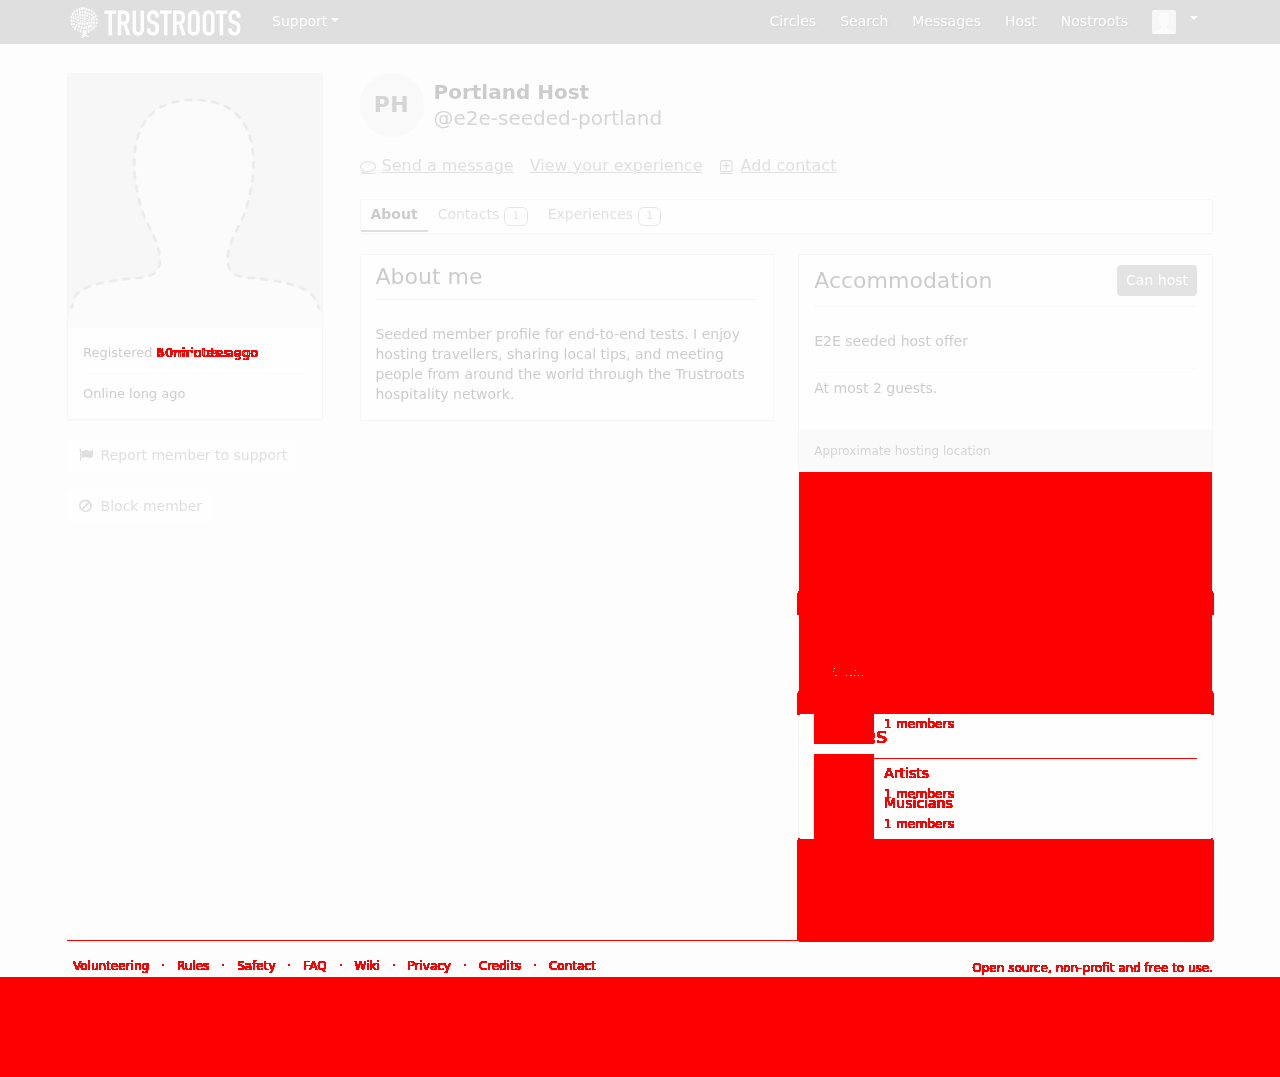 TRUSTROOTS Support Circles Search Messages Host Nostroots
PH
Portland Host
@e2e-seeded-portland
Send a message View your experience Add contact
About Contacts 1 Experiences 1
About me
Seeded member profile for end-to-end tests. I enjoy
hosting travellers, sharing local tips, and meeting
people from around the world through the Trustroots
hospitality network.
Accommodation Can host
E2E seeded host offer
At most 2 guests.
Approximate hosting location
Registered ago
Online long ago
Report member to support
Block member
1 members
Artists
1 members
Musicians
1 members
Volunteering · Rules · Safety · FAQ · Wiki · Privacy · Credits · Contact
Open source, non-profit and free to use.